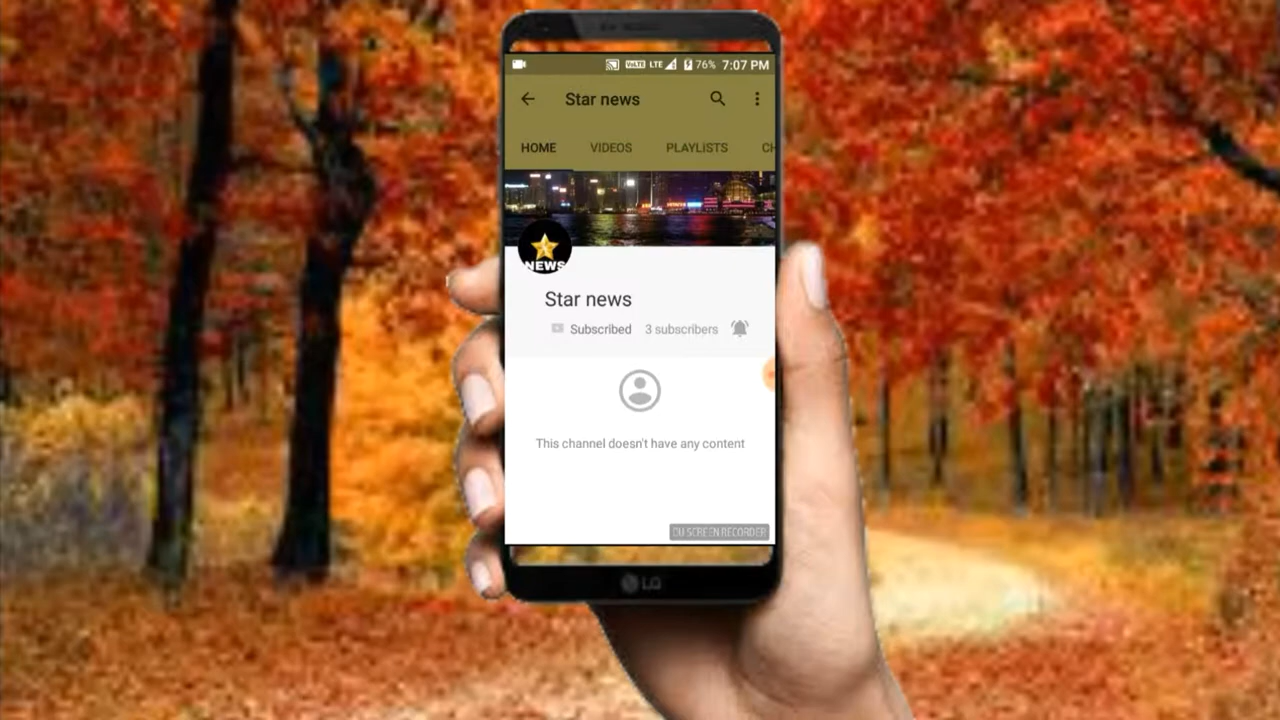 VoLTE LTE 76% 7:07 PM
Star news
HOME VIDEOS PLAYLISTS CH
NEWS
Star news
Subscribed 3 subscribers
This channel doesn't have any content
DU SCREEN RECORDER
LG